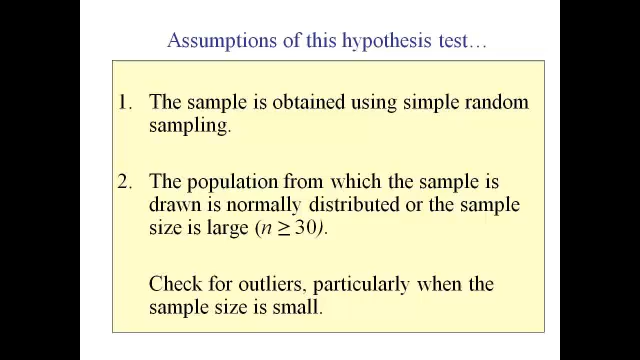 Assumptions of this hypothesis test…
1. The sample is obtained using simple random
sampling.
2. The population from which the sample is
drawn is normally distributed or the sample
size is large (n ≥ 30).
Check for outliers, particularly when the
sample size is small.